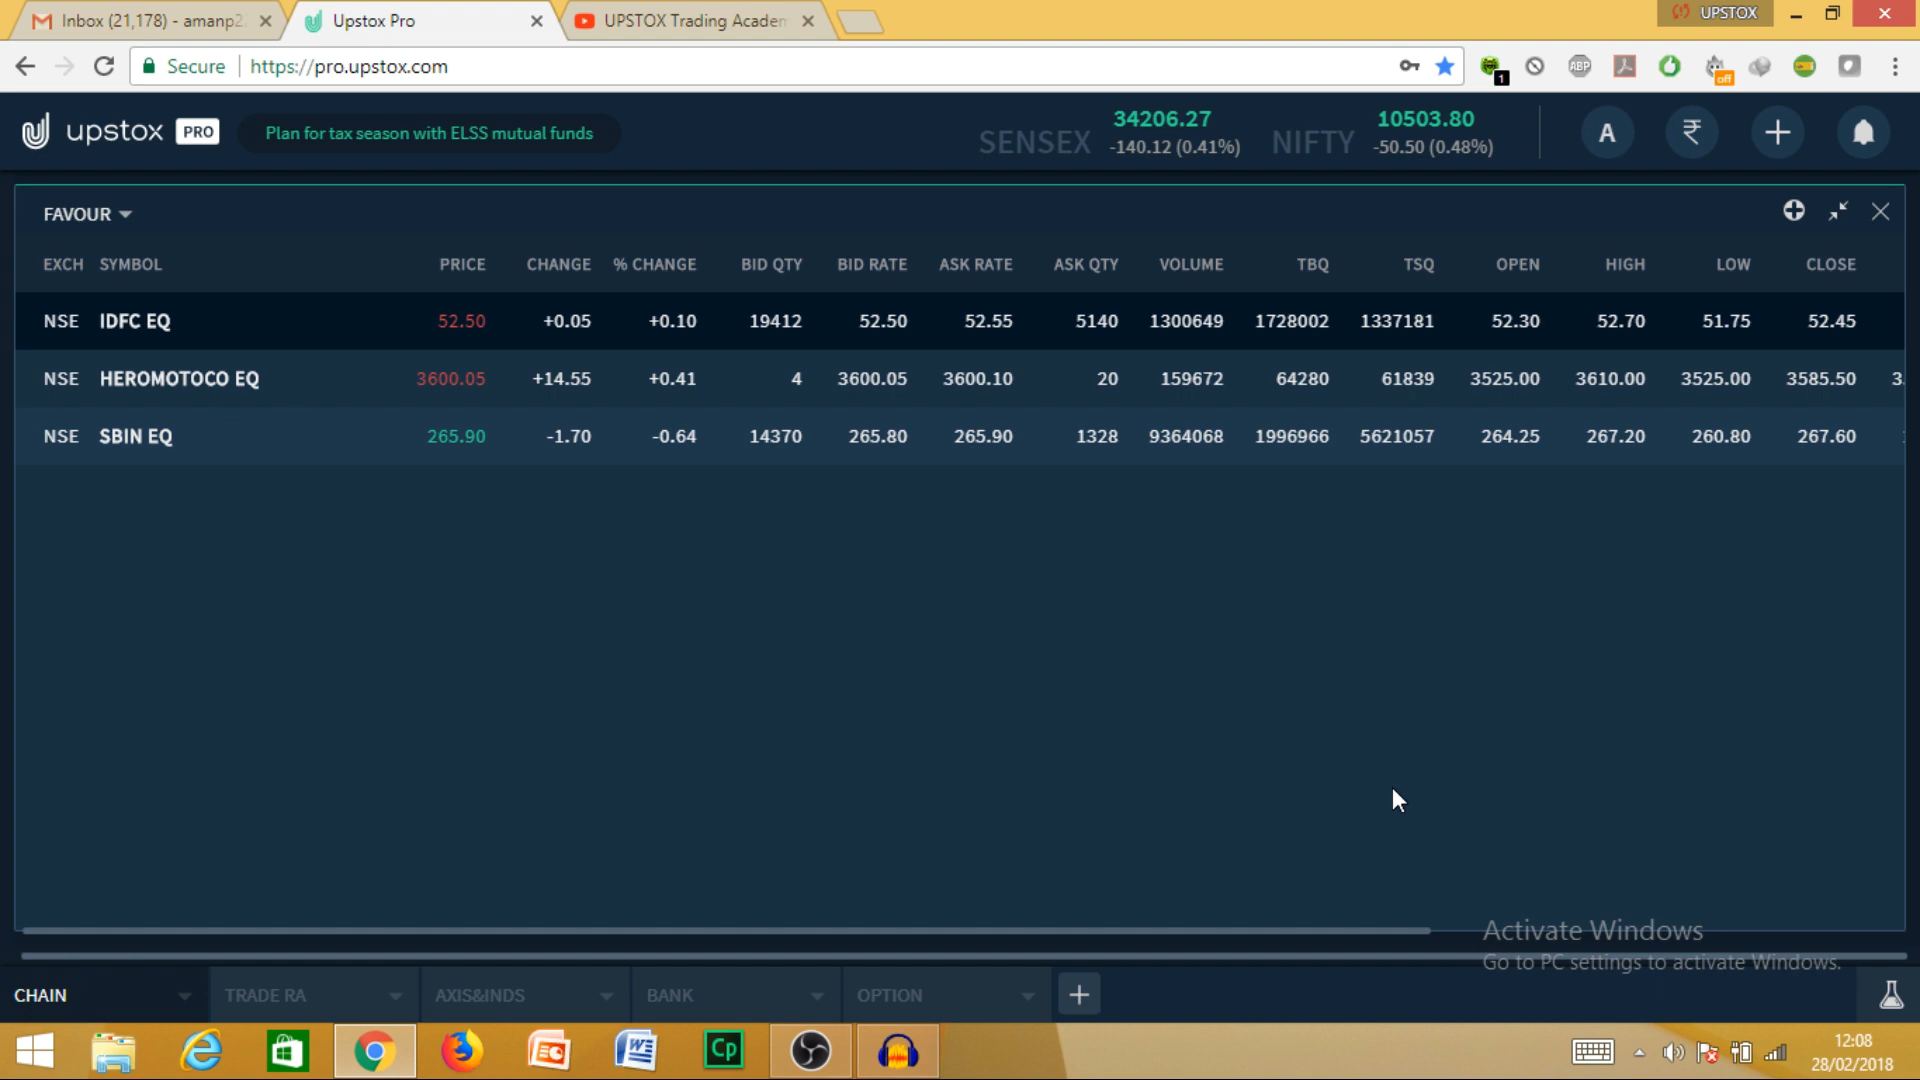 Inbox (21,178) - amanp2
Upstox Pro
UPSTOX Trading Academ
UPSTOX
Secure
https://pro.upstox.com
1
ABP
off
upstox PRO
Plan for tax season with ELSS mutual funds
SENSEX 34206.27
-140.12 (0.41%)
NIFTY 10503.80
-50.50 (0.48%)
A
₹
FAVOUR
EXCH SYMBOL PRICE CHANGE % CHANGE BID QTY BID RATE ASK RATE ASK QTY VOLUME TBQ TSQ OPEN HIGH LOW CLOSE
NSE IDFC EQ 52.50 +0.05 +0.10 19412 52.50 52.55 5140 1300649 1728002 1337181 52.30 52.70 51.75 52.45
NSE HEROMOTOCO EQ 3600.05 +14.55 +0.41 4 3600.05 3600.10 20 159672 64280 61839 3525.00 3610.00 3525.00 3585.50 3
NSE SBIN EQ 265.90 -1.70 -0.64 14370 265.80 265.90 1328 9364068 1996966 5621057 264.25 267.20 260.80 267.60
Activate Windows
Go to PC settings to activate Windows.
CHAIN TRADE RA AXIS&INDS BANK OPTION
Cp
12:08
28/02/2018